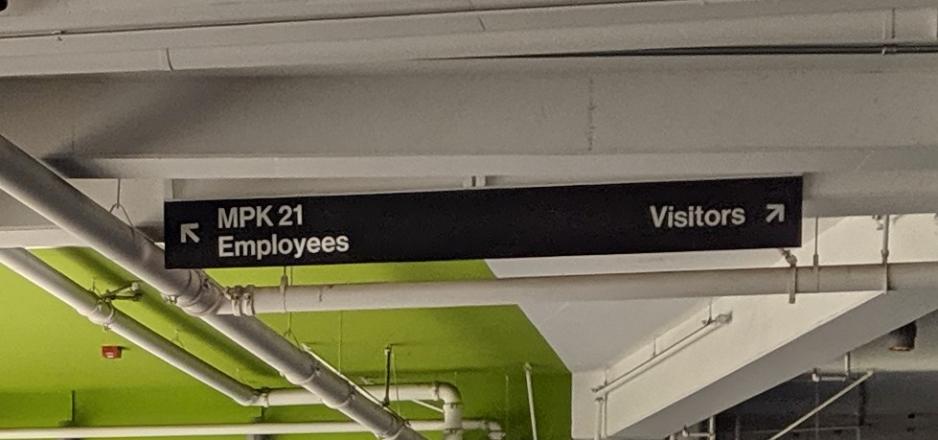 MPK 21
Employees
Visitors